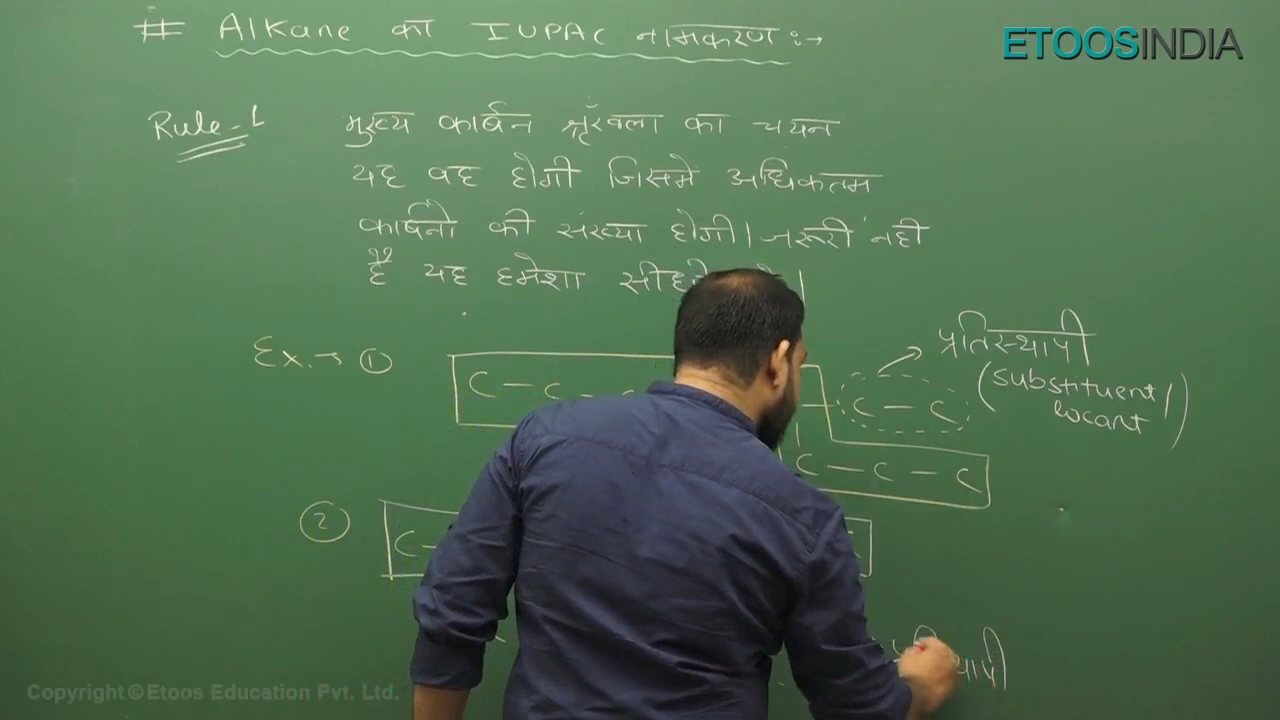 # Alkane का IUPAC नामकरण :→
ETOOSINDIA
Rule-1 मुख्य कार्बन श्रृंखला का चयन
यह वह होगी जिसमे अधिकतम
कार्बनो की संख्या होगी। जरूरी नही
है यह हमेशा
Ex.→ ① C – C – C
C – C
→ प्रतिस्थापी
(substituent /
locant)
C – C – C
② C –
Copyright © Etoos Education Pvt. Ltd.